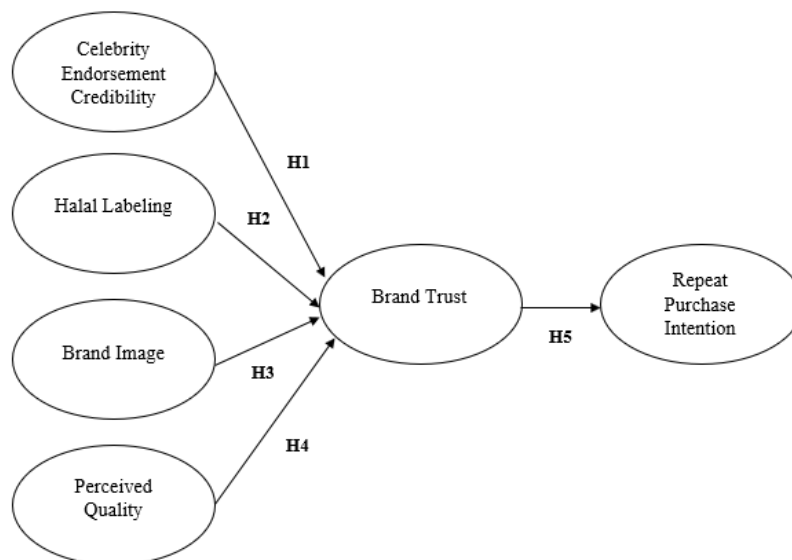 Celebrity
Endorsement
Credibility
H1
Halal Labeling
H2
Brand Trust
Repeat
Purchase
Intention
H5
Brand Image
H3
H4
Perceived
Quality